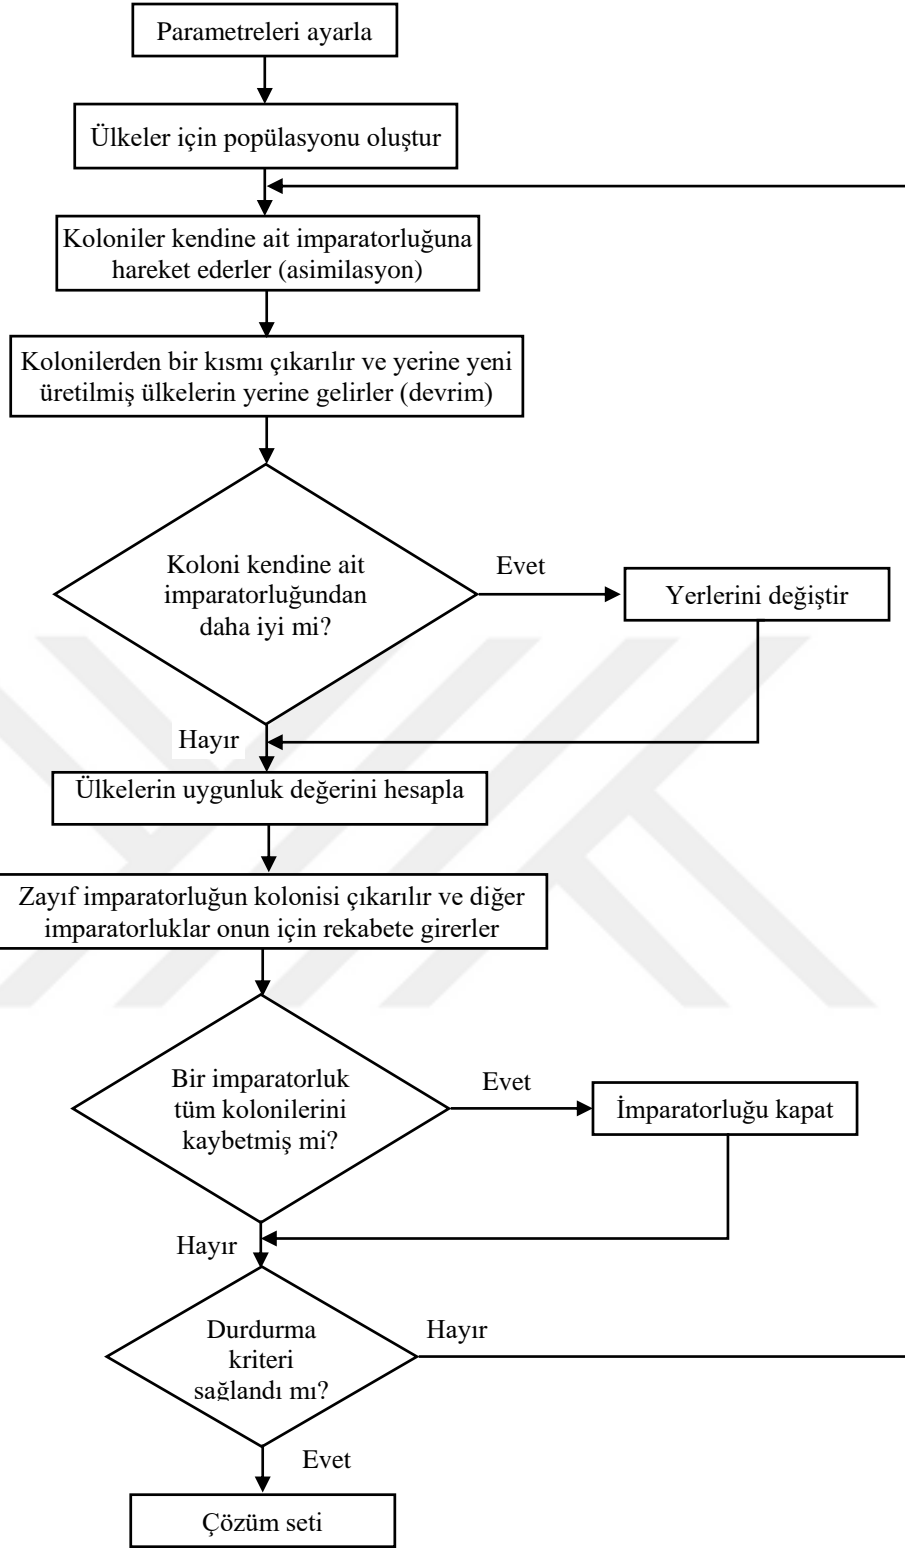 Parametreleri ayarla
Ülkeler için popülasyonu oluştur
Koloniler kendine ait imparatorluğuna
hareket ederler (asimilasyon)
Kolonilerden bir kısmı çıkarılır ve yerine yeni
üretilmiş ülkelerin yerine gelirler (devrim)
Koloni kendine ait
imparatorluğundan
daha iyi mi?
Evet
Yerlerini değiştir
Hayır
Ülkelerin uygunluk değerini hesapla
Zayıf imparatorluğun kolonisi çıkarılır ve diğer
imparatorluklar onun için rekabete girerler
Bir imparatorluk
tüm kolonilerini
kaybetmiş mi?
Evet
İmparatorluğu kapat
Hayır
Durdurma
kriteri
sağlandı mı?
Hayır
Evet
Çözüm seti